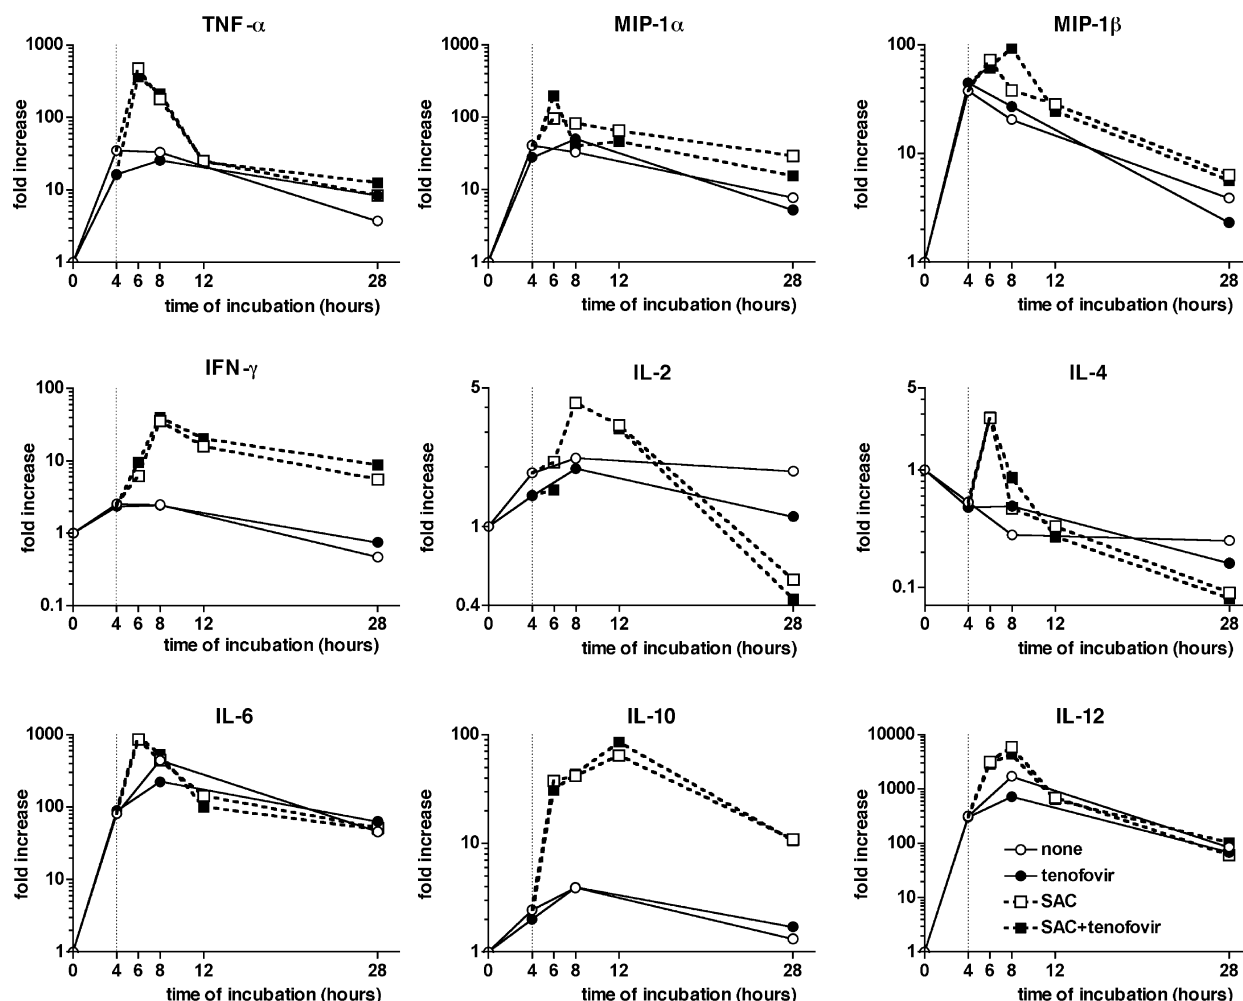 TNF-α
1000
100
10
1
fold increase
0 4 6 8 12 28
time of incubation (hours)
MIP-1α
1000
100
10
1
fold increase
0 4 6 8 12 28
time of incubation (hours)
MIP-1β
100
10
1
fold increase
0 4 6 8 12 28
time of incubation (hours)
IFN-γ
100
10
1
0.1
fold increase
0 4 6 8 12 28
time of incubation (hours)
IL-2
5
1
0.4
fold increase
0 4 6 8 12 28
time of incubation (hours)
IL-4
5
1
0.1
fold increase
0 4 6 8 12 28
time of incubation (hours)
IL-6
1000
100
10
1
fold increase
0 4 6 8 12 28
time of incubation (hours)
IL-10
100
10
1
fold increase
0 4 6 8 12 28
time of incubation (hours)
IL-12
10000
1000
100
10
1
fold increase
none
tenofovir
SAC
SAC+tenofovir
0 4 6 8 12 28
time of incubation (hours)